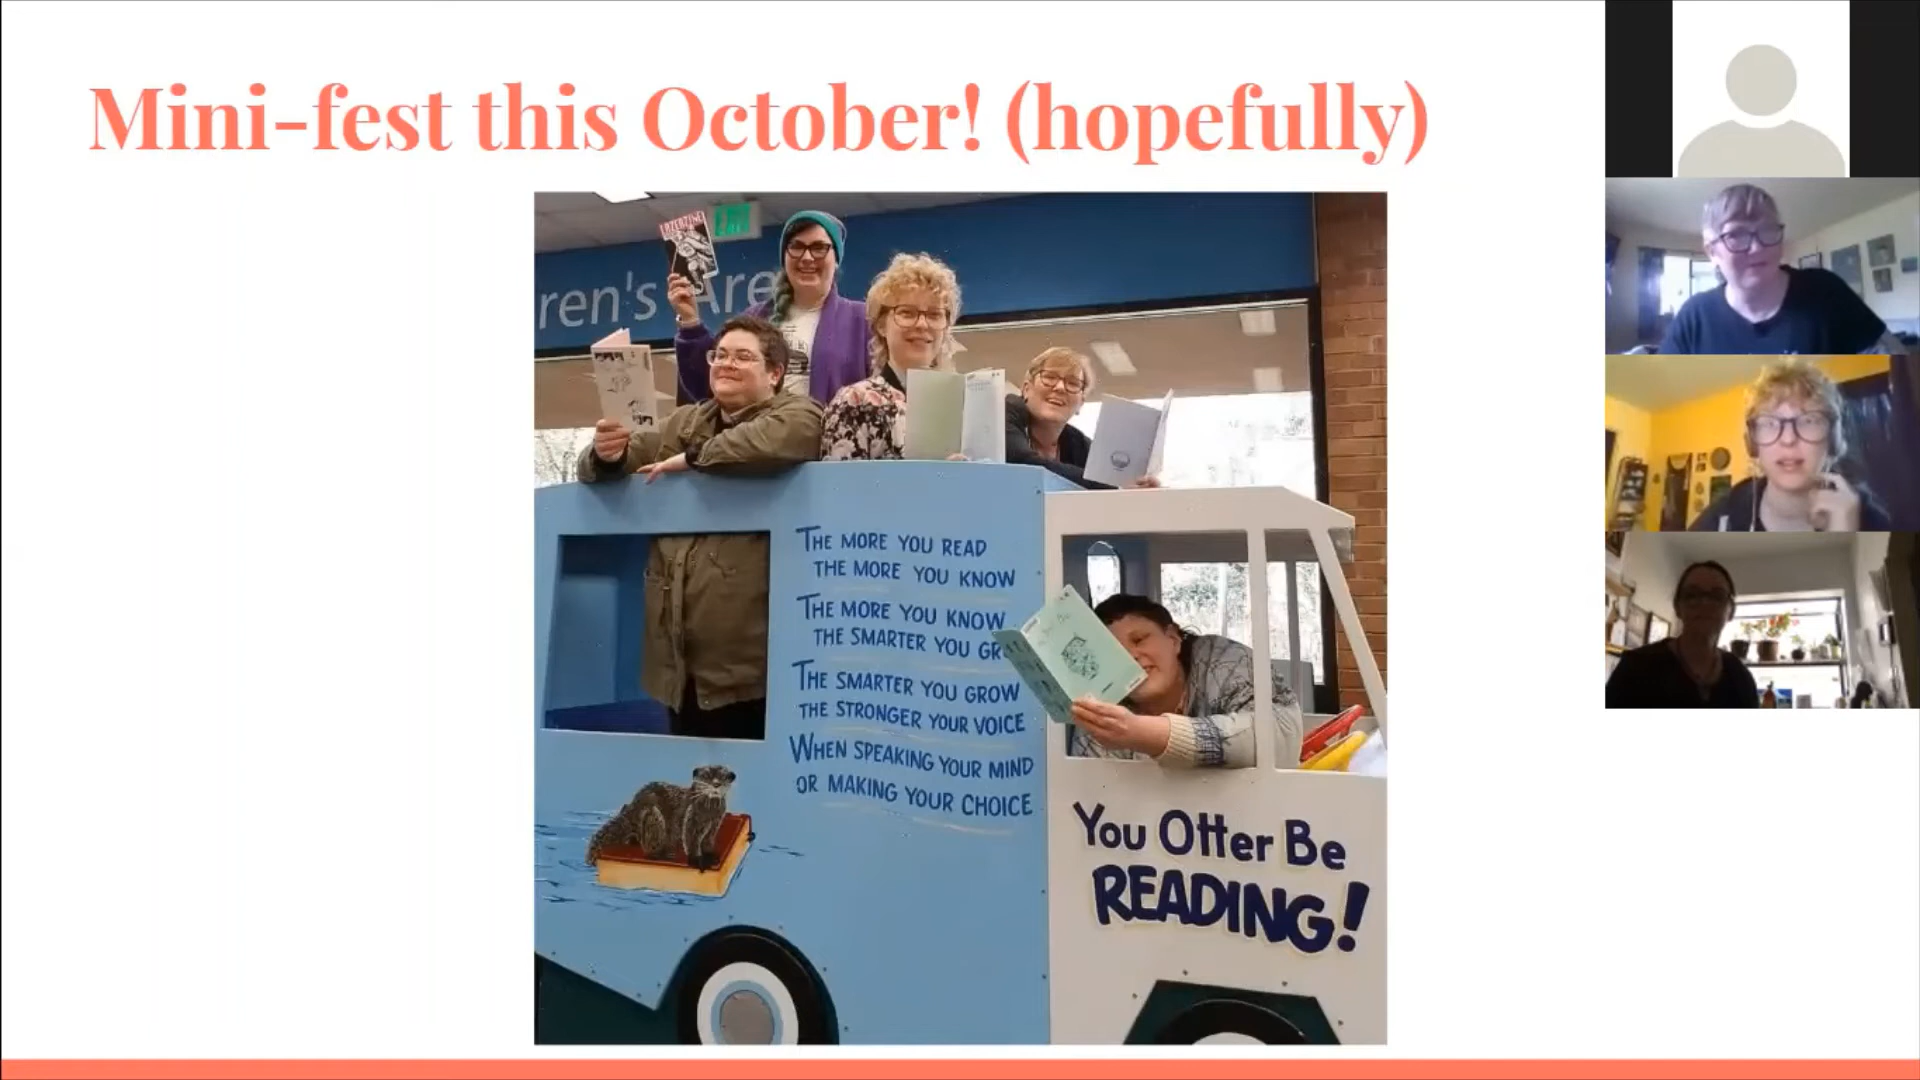 Mini-fest this October! (hopefully)
EXIT
ren's Are
THE MORE YOU READ
THE MORE YOU KNOW
THE MORE YOU KNOW
THE SMARTER YOU GR
THE SMARTER YOU GROW
THE STRONGER YOUR VOICE
WHEN SPEAKING YOUR MIND
OR MAKING YOUR CHOICE
You Otter Be
READING!